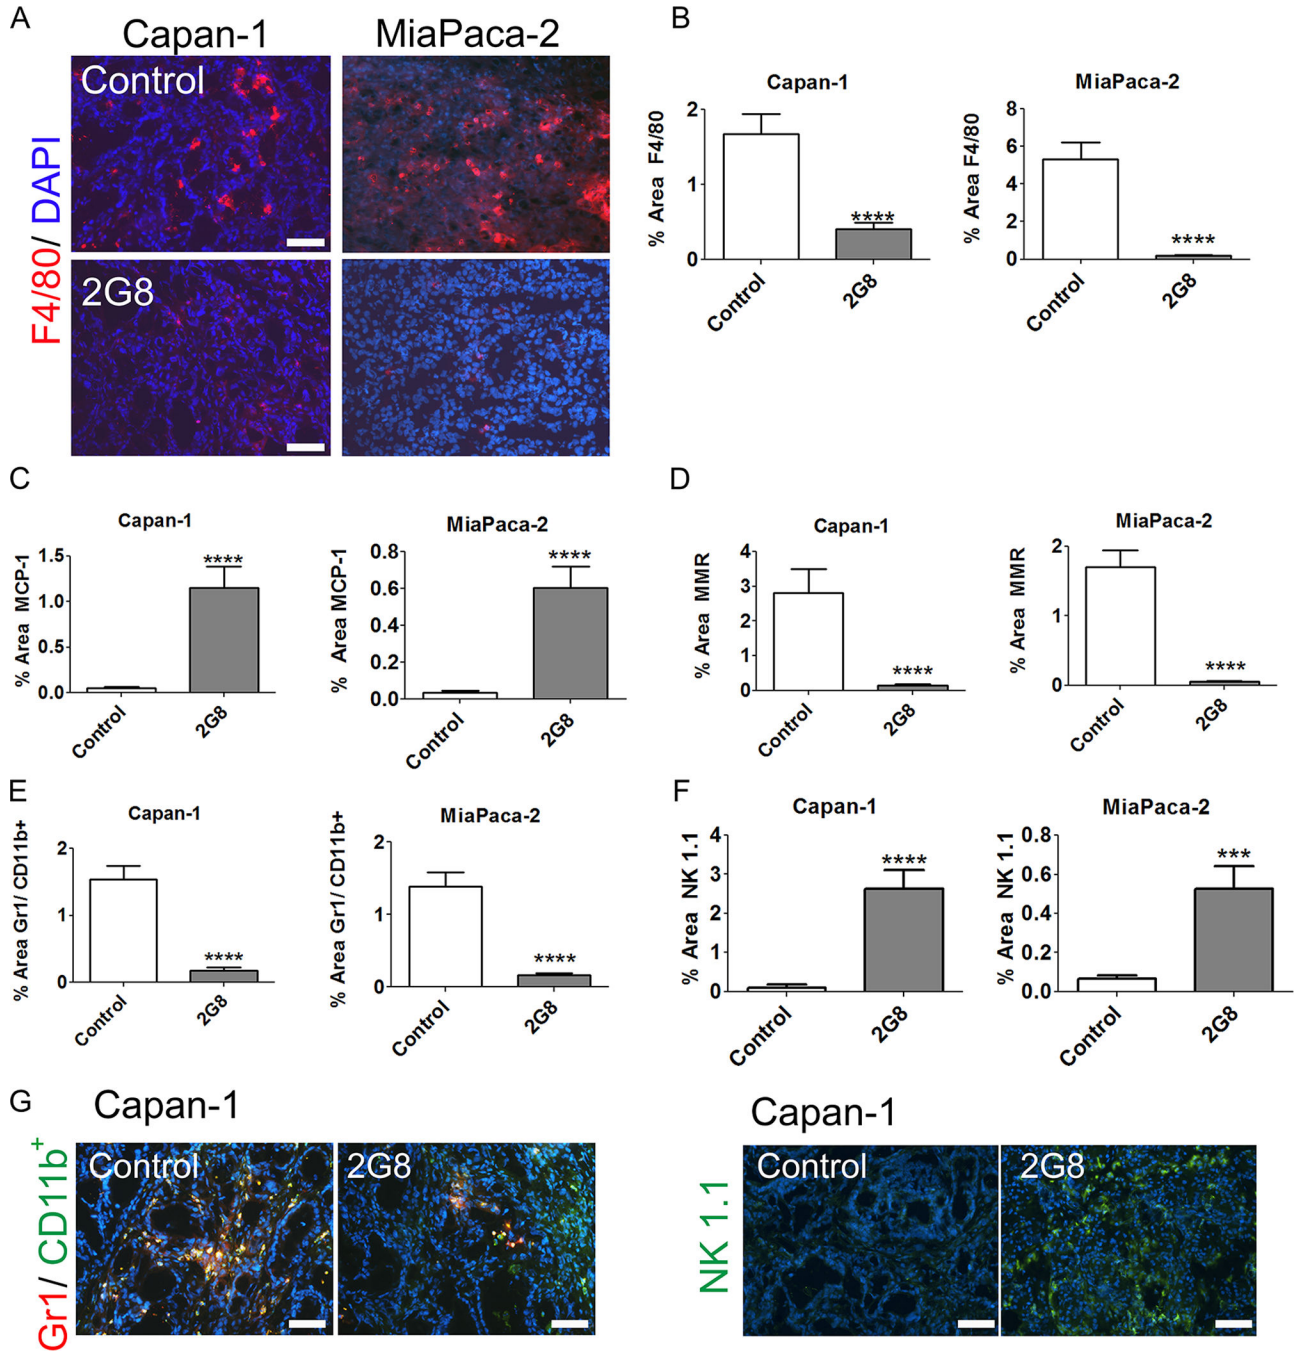 A
Capan-1
MiaPaca-2
F4/80/ DAPI
Control
2G8
B
Capan-1
% Area F4/80
2
1
0
****
Control
2G8
MiaPaca-2
% Area F4/80
8
6
4
2
0
****
Control
2G8
C
Capan-1
% Area MCP-1
1.5
1.0
0.5
0.0
****
Control
2G8
MiaPaca-2
% Area MCP-1
0.8
0.6
0.4
0.2
0.0
****
Control
2G8
D
Capan-1
% Area MMR
4
3
2
1
0
****
Control
2G8
MiaPaca-2
% Area MMR
2
1
0
****
Control
2G8
E
Capan-1
% Area Gr1/ CD11b+
2
1
0
****
Control
2G8
MiaPaca-2
% Area Gr1/ CD11b+
2
1
0
****
Control
2G8
F
Capan-1
% Area NK 1.1
4
3
2
1
0
****
Control
2G8
MiaPaca-2
% Area NK 1.1
0.8
0.6
0.4
0.2
0.0
***
Control
2G8
G
Capan-1
Gr1/ CD11b+
Control
2G8
Capan-1
NK 1.1
Control
2G8